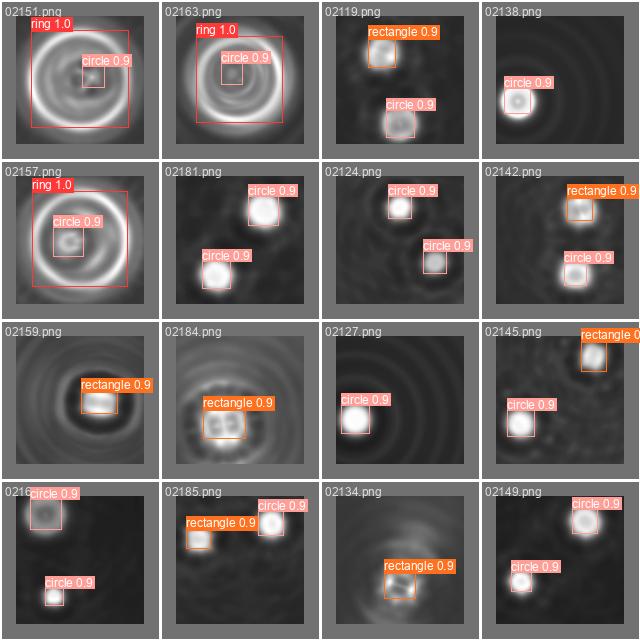 02151.png
ring 1.0
circle 0.9
02163.png
ring 1.0
circle 0.9
02119.png
rectangle 0.9
circle 0.9
02138.png
circle 0.9
02157.png
ring 1.0
circle 0.9
02181.png
circle 0.9
circle 0.9
02124.png
circle 0.9
circle 0.9
02142.png
rectangle 0.9
circle 0.9
02159.png
rectangle 0.9
02184.png
rectangle 0.9
02127.png
circle 0.9
02145.png
rectangle 0
circle 0.9
circle 0.9
circle 0.9
02185.png
circle 0.9
rectangle 0.9
02134.png
rectangle 0.9
02149.png
circle 0.9
circle 0.9